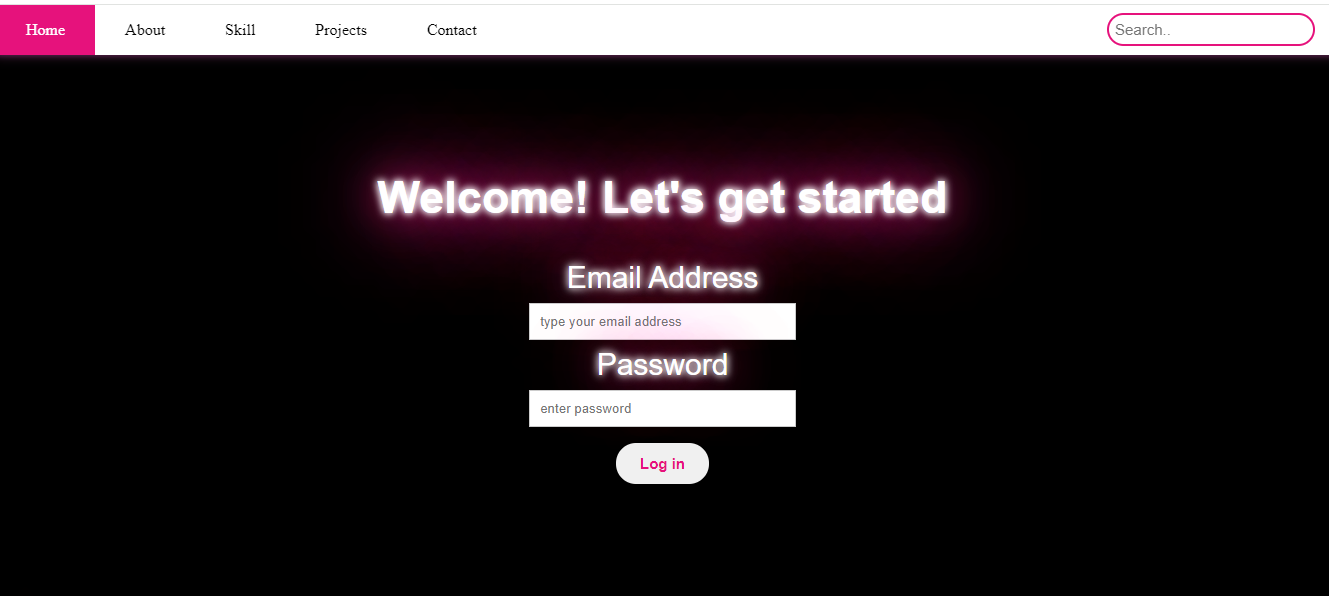 Home About Skill Projects Contact Search..
Welcome! Let's get started
Email Address
type your email address
Password
enter password
Log in